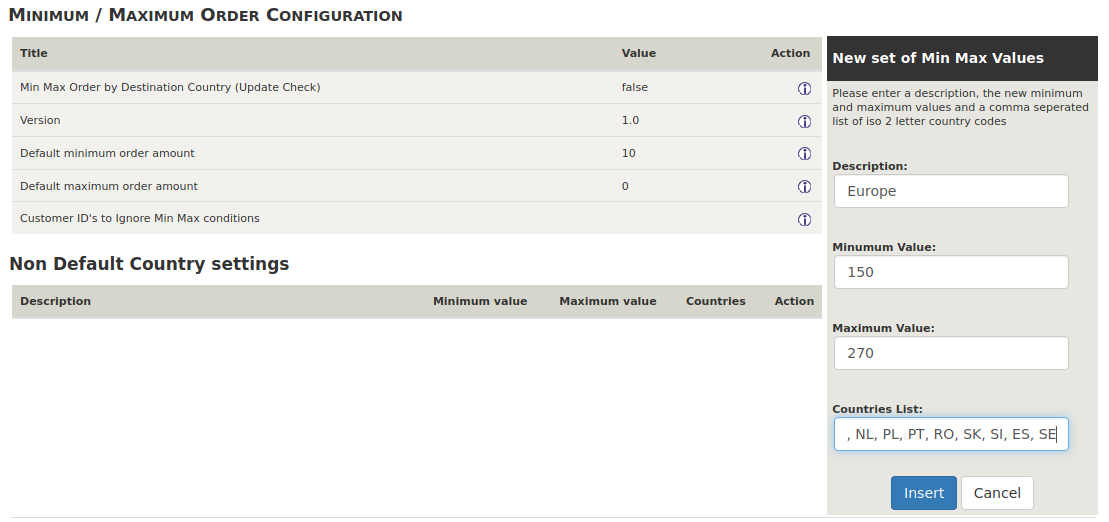 Minimum / Maximum Order Configuration
Title Value Action
Min Max Order by Destination Country (Update Check) false
Version 1.0
Default minimum order amount 10
Default maximum order amount 0
Customer ID's to Ignore Min Max conditions
Non Default Country settings
Description Minimum value Maximum value Countries Action
New set of Min Max Values
Please enter a description, the new minimum
and maximum values and a comma seperated
list of iso 2 letter country codes
Description:
Europe
Minumum Value:
150
Maximum Value:
270
Countries List:
, NL, PL, PT, RO, SK, SI, ES, SE
Insert Cancel